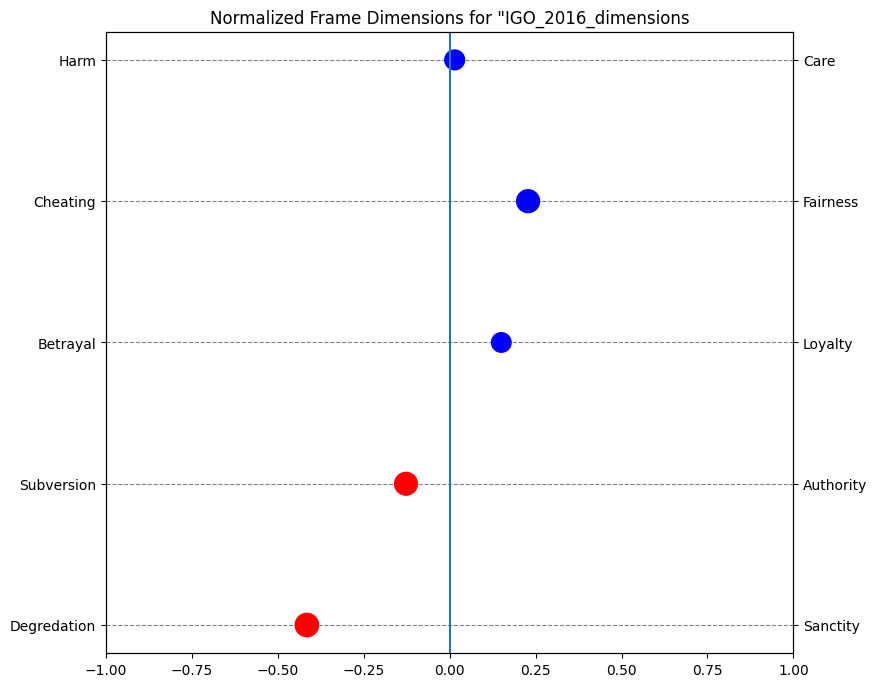 Normalized Frame Dimensions for "IGO_2016_dimensions
Harm Care
Cheating Fairness
Betrayal Loyalty
Subversion Authority
Degredation Sanctity
−1.00 −0.75 −0.50 −0.25 0.00 0.25 0.50 0.75 1.00